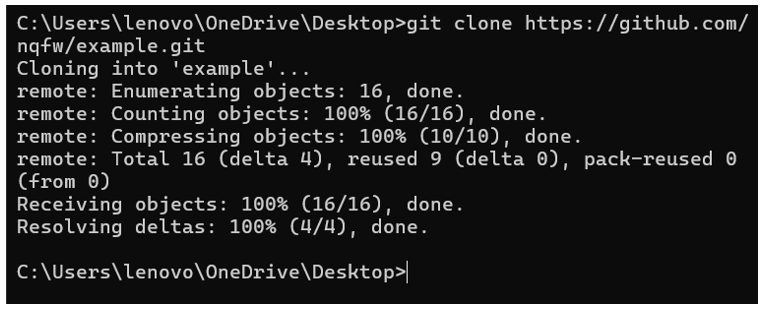 C:\Users\lenovo\OneDrive\Desktop>git clone https://github.com/
nqfw/example.git
Cloning into 'example'...
remote: Enumerating objects: 16, done.
remote: Counting objects: 100% (16/16), done.
remote: Compressing objects: 100% (10/10), done.
remote: Total 16 (delta 4), reused 9 (delta 0), pack-reused 0
(from 0)
Receiving objects: 100% (16/16), done.
Resolving deltas: 100% (4/4), done.
C:\Users\lenovo\OneDrive\Desktop>